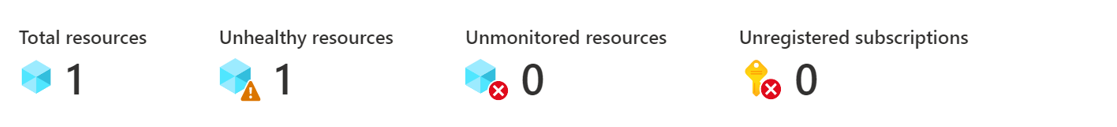 Total resources
1
Unhealthy resources
1
Unmonitored resources
0
Unregistered subscriptions
0